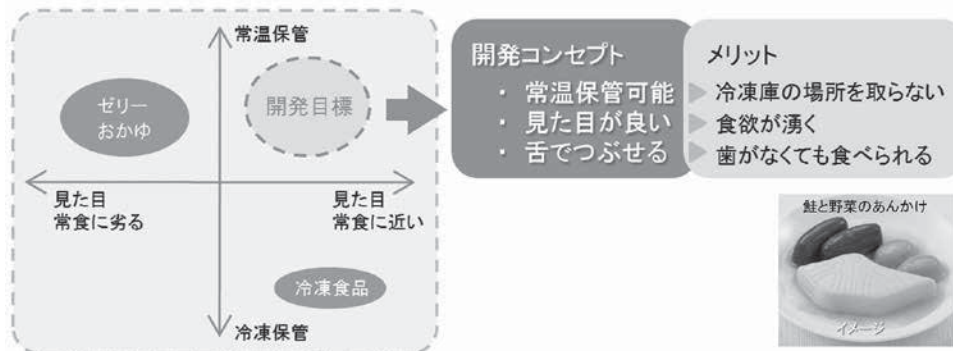 常温保管
ゼリー
おかゆ
開発目標
見た目
常食に劣る
見た目
常食に近い
冷凍食品
冷凍保管
開発コンセプト
・ 常温保管可能
・ 見た目が良い
・ 舌でつぶせる
メリット
冷凍庫の場所を取らない
食欲が湧く
歯がなくても食べられる
鮭と野菜のあんかけ
イメージ